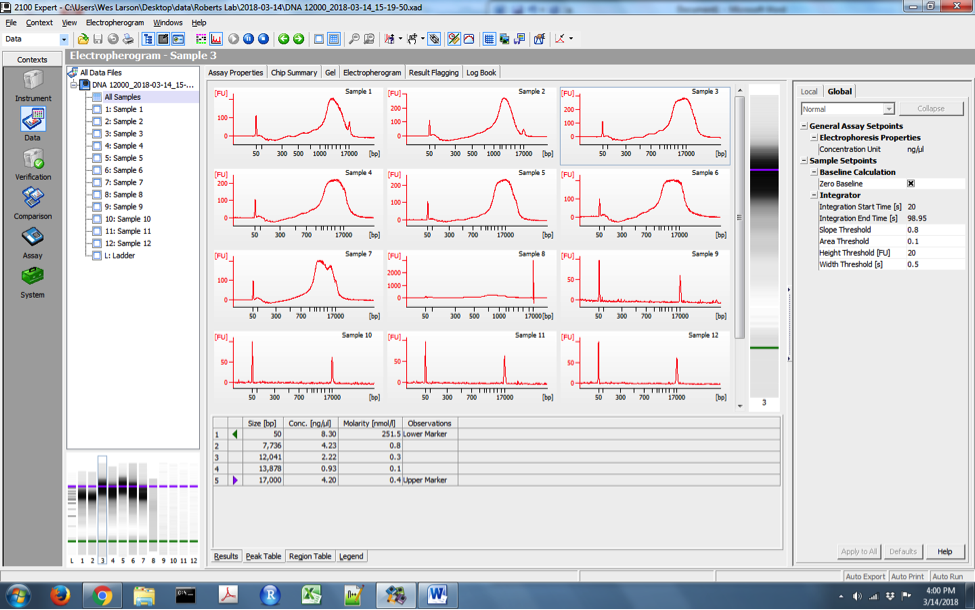 2100 Expert - C:\Users\Wes Larson\Desktop\data\Roberts Lab\2018-03-14\DNA 12000_2018-03-14_15-19-50.xad
File Context View Electropherogram Windows Help
Data
Contexts
Instrument
Data
Verification
Comparison
Assay
System
Electropherogram - Sample 3
All Data Files
DNA 12000_2018-03-14_15-...
All Samples
1: Sample 1
2: Sample 2
3: Sample 3
4: Sample 4
5: Sample 5
6: Sample 6
7: Sample 7
8: Sample 8
9: Sample 9
10: Sample 10
11: Sample 11
12: Sample 12
L: Ladder
L 1 2 3 4 5 6 7 8 9 10 11 12
Assay Properties Chip Summary Gel Electropherogram Result Flagging Log Book
[FU] Sample 1
200
100
0
50 300 500 1000 17000 [bp]
[FU] Sample 2
200
100
0
50 300 500 1000 17000 [bp]
[FU] Sample 3
200
100
0
50 300 700 17000 [bp]
[FU] Sample 4
200
100
0
50 300 700 17000 [bp]
[FU] Sample 5
200
100
0
50 300 700 17000 [bp]
[FU] Sample 6
200
100
0
50 300 700 17000 [bp]
[FU] Sample 7
100
0
50 300 700 17000 [bp]
[FU] Sample 8
2000
1000
0
50 300 500 1000 17000 [bp]
[FU] Sample 9
50
0
50 300 700 17000 [bp]
[FU] Sample 10
50
0
50 300 700 17000 [bp]
[FU] Sample 11
50
0
50 300 700 17000 [bp]
[FU] Sample 12
50
0
50 300 700 17000 [bp]
3
Size [bp] Conc. [ng/µl] Molarity [nmol/l] Observations
1 50 8.30 251.5 Lower Marker
2 7,736 4.23 0.8
3 12,041 2.22 0.3
4 13,878 0.93 0.1
5 17,000 4.20 0.4 Upper Marker
Results Peak Table Region Table Legend
Local Global
Normal Collapse
General Assay Setpoints
Electrophoresis Properties
Concentration Unit ng/µl
Sample Setpoints
Baseline Calculation
Zero Baseline
Integrator
Integration Start Time [s] 20
Integration End Time [s] 98.95
Slope Threshold 0.8
Area Threshold 0.1
Height Threshold [FU] 20
Width Threshold [s] 0.5
Apply to All Defaults Help
Auto Export Auto Print Auto Run
4:00 PM
3/14/2018